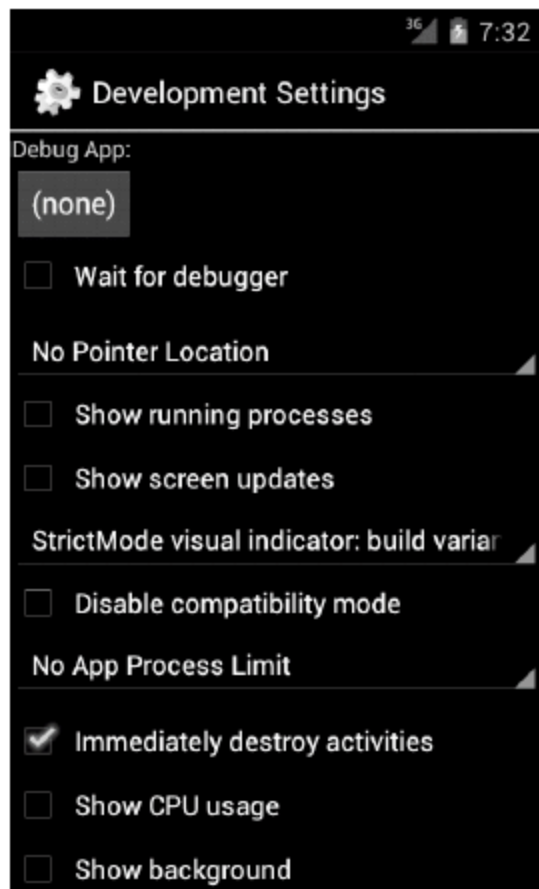 3G 7:32
Development Settings
Debug App:
(none)
Wait for debugger
No Pointer Location
Show running processes
Show screen updates
StrictMode visual indicator: build varian
Disable compatibility mode
No App Process Limit
Immediately destroy activities
Show CPU usage
Show background